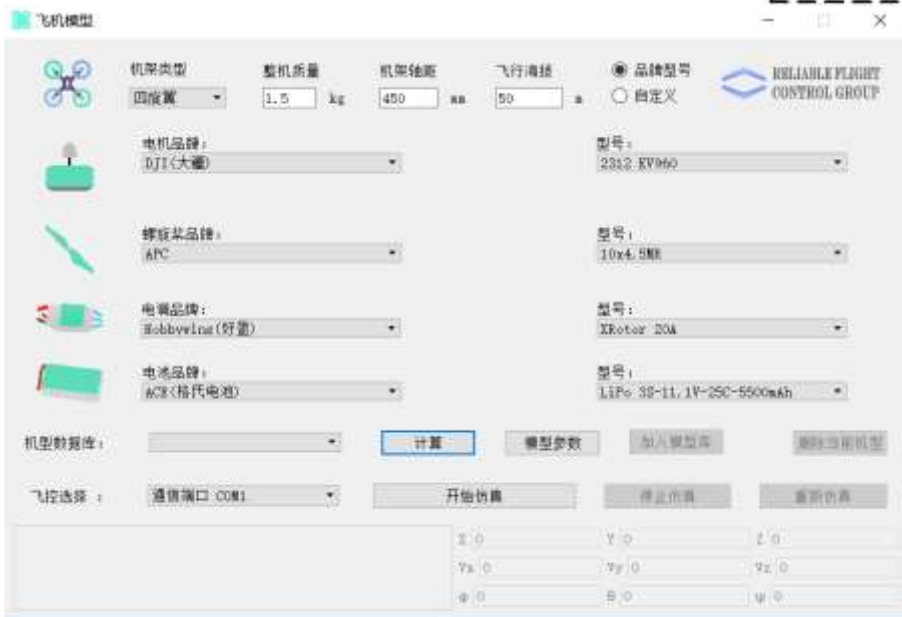 飞机模型
机架类型 整机质量 机架轴距 飞行海拔 品牌型号 RELIABLE FLIGHT
四旋翼 1.5 kg 450 mm 50 m 自定义 CONTROL GROUP
电机品牌： 型号：
DJI(大疆) 2312 KV960
螺旋桨品牌： 型号：
APC 10x4.5MR
电调品牌： 型号：
Hobbywing(好盈) XRotor 20A
电池品牌： 型号：
ACE(格氏电池) LiPo 3S-11.1V-25C-5500mAh
机型数据库： 计算 模型参数 加入模型库 删除当前机型
飞控选择 ： 通信端口 COM1 开始仿真 停止仿真 重新仿真
X 0 Y 0 Z 0
Vx 0 Vy 0 Vz 0
φ 0 θ 0 ψ 0